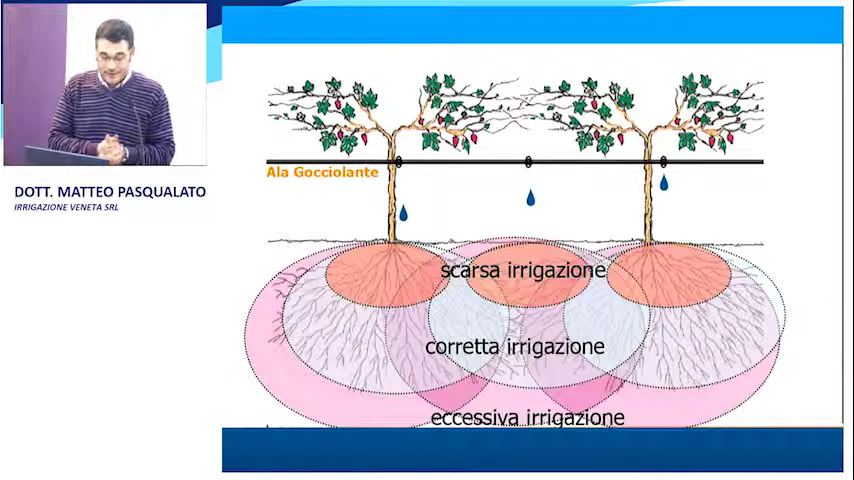 DOTT. MATTEO PASQUALATO
IRRIGAZIONE VENETA SRL
Ala Gocciolante
scarsa irrigazione
corretta irrigazione
eccessiva irrigazione